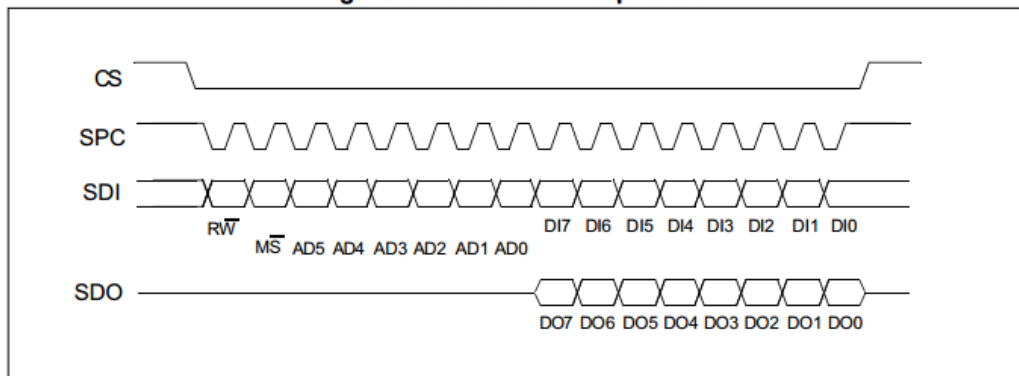 CS
SPC
SDI
RW̅ DI7 DI6 DI5 DI4 DI3 DI2 DI1 DI0
MS̅ AD5 AD4 AD3 AD2 AD1 AD0
SDO
DO7 DO6 DO5 DO4 DO3 DO2 DO1 DO0